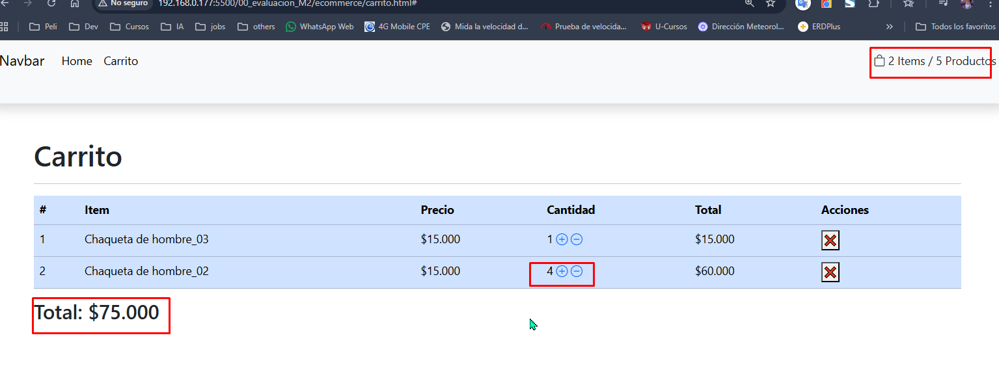 No seguro 192.168.0.177:5500/00_evaluacion_M2/ecommerce/carrito.html#
Peli Dev Cursos IA jobs others WhatsApp Web 4G Mobile CPE Mida la velocidad d... Prueba de velocida... U-Cursos Dirección Meteorol... ERDPlus » Todos los favoritos
Navbar Home Carrito 2 Items / 5 Productos
Carrito
# Item Precio Cantidad Total Acciones
1 Chaqueta de hombre_03 $15.000 1 $15.000
2 Chaqueta de hombre_02 $15.000 4 $60.000
Total: $75.000